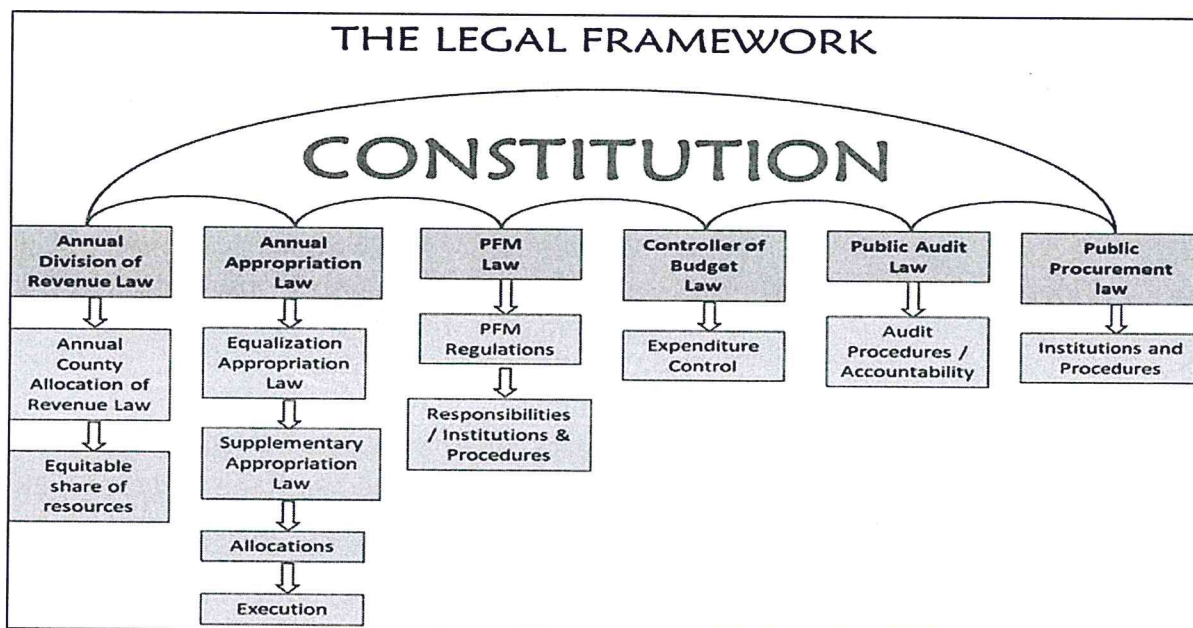 THE LEGAL FRAMEWORK
CONSTITUTION
Annual
Division of
Revenue Law
Annual
County
Allocation of
Revenue Law
Equitable
share of
resources
Annual
Appropriation
Law
Equalization
Appropriation
Law
Supplementary
Appropriation
Law
Allocations
Execution
PFM
Law
PFM
Regulations
Responsibilities
/ Institutions &
Procedures
Controller of
Budget
Law
Expenditure
Control
Public Audit
Law
Audit
Procedures /
Accountability
Public
Procurement
law
Institutions and
Procedures